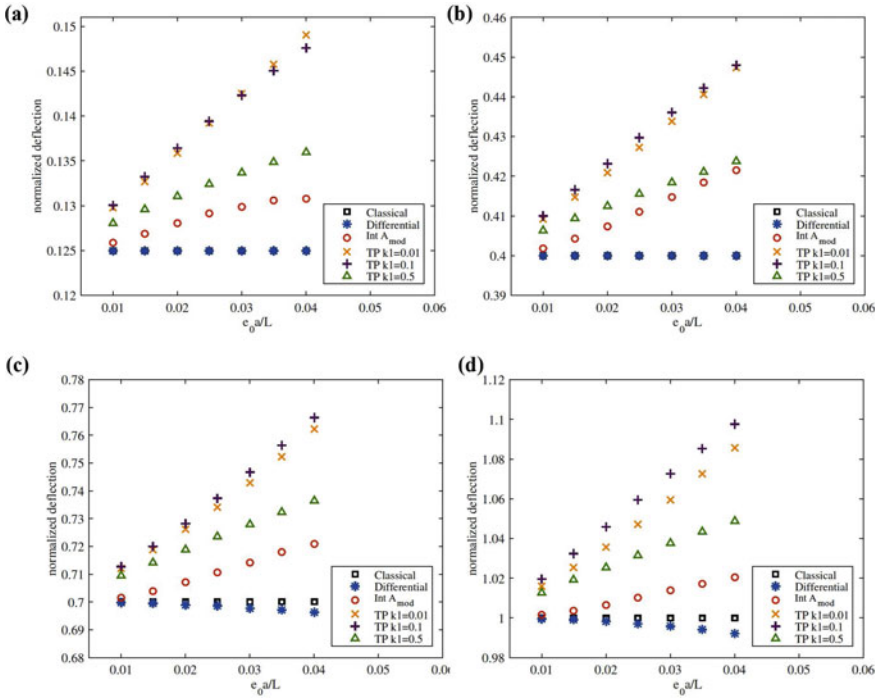 (a)
0.15
0.145
0.14
0.135
0.13
0.125
0.12
normalized deflection
0.01 0.02 0.03 0.04 0.05 0.06
e₀a/L
Classical
Differential
Int A_mod
TP k1=0.01
TP k1=0.1
TP k1=0.5
(b)
0.46
0.45
0.44
0.43
0.42
0.41
0.4
0.39
normalized deflection
0.01 0.02 0.03 0.04 0.05 0.06
e₀a/L
Classical
Differential
Int A_mod
TP k1=0.01
TP k1=0.1
TP k1=0.5
(c)
0.78
0.77
0.76
0.75
0.74
0.73
0.72
0.71
0.7
0.69
0.68
normalized deflection
0.01 0.02 0.03 0.04 0.05 0.0
e₀a/L
Classical
Differential
Int A_mod
TP k1=0.01
TP k1=0.1
TP k1=0.5
(d)
1.12
1.1
1.08
1.06
1.04
1.02
1
0.98
normalized deflection
0.01 0.02 0.03 0.04 0.05 0.06
e₀a/L
Classical
Differential
Int A_mod
TP k1=0.01
TP k1=0.1
TP k1=0.5